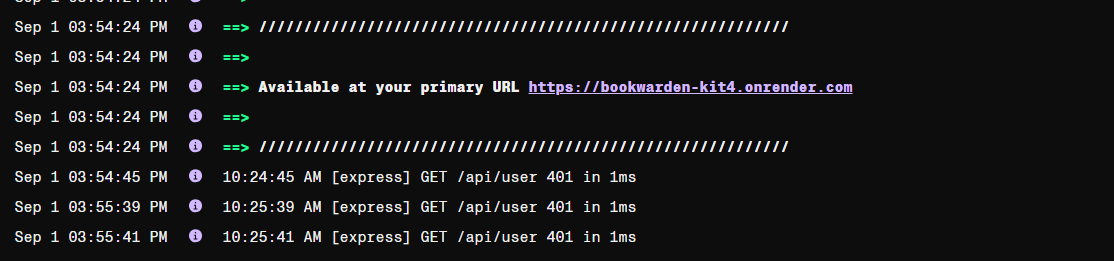 Sep 1 03:54:24 PM ==> ///////////////////////////////////////////////////////////
Sep 1 03:54:24 PM ==>
Sep 1 03:54:24 PM ==> Available at your primary URL https://bookwarden-kit4.onrender.com
Sep 1 03:54:24 PM ==>
Sep 1 03:54:24 PM ==> ///////////////////////////////////////////////////////////
Sep 1 03:54:45 PM 10:24:45 AM [express] GET /api/user 401 in 1ms
Sep 1 03:55:39 PM 10:25:39 AM [express] GET /api/user 401 in 1ms
Sep 1 03:55:41 PM 10:25:41 AM [express] GET /api/user 401 in 1ms